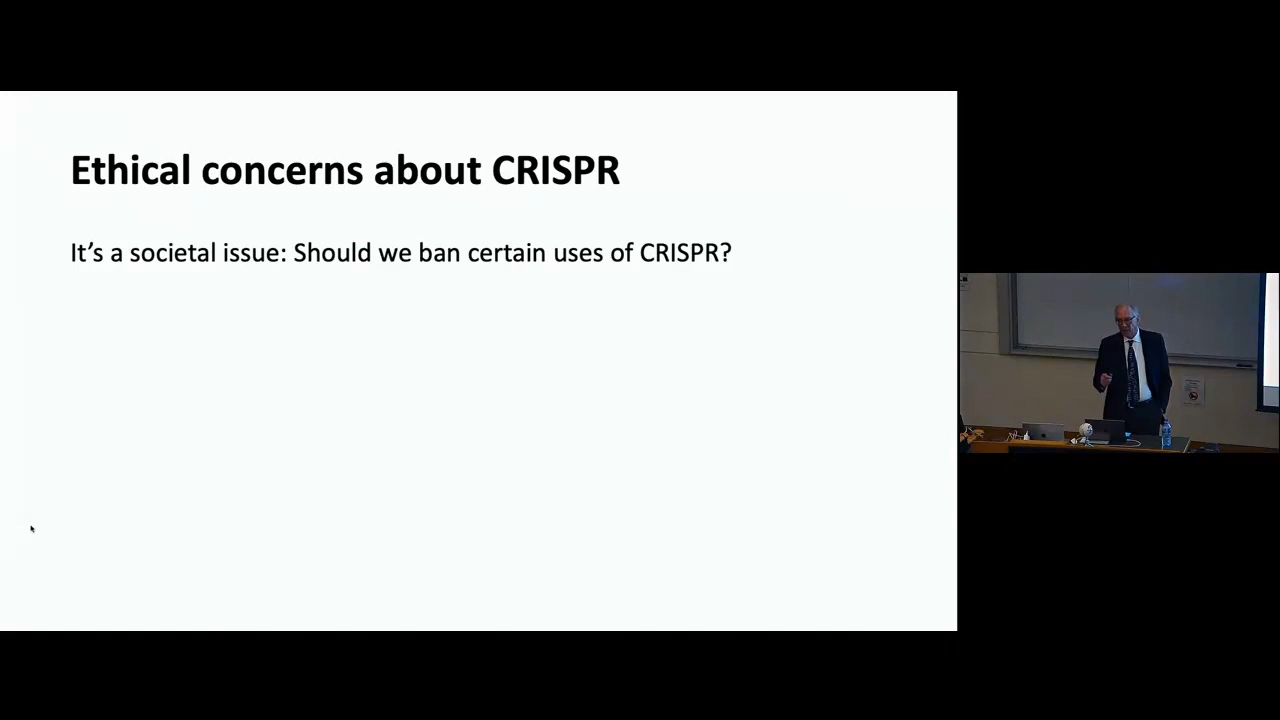 Ethical concerns about CRISPR
It’s a societal issue: Should we ban certain uses of CRISPR?